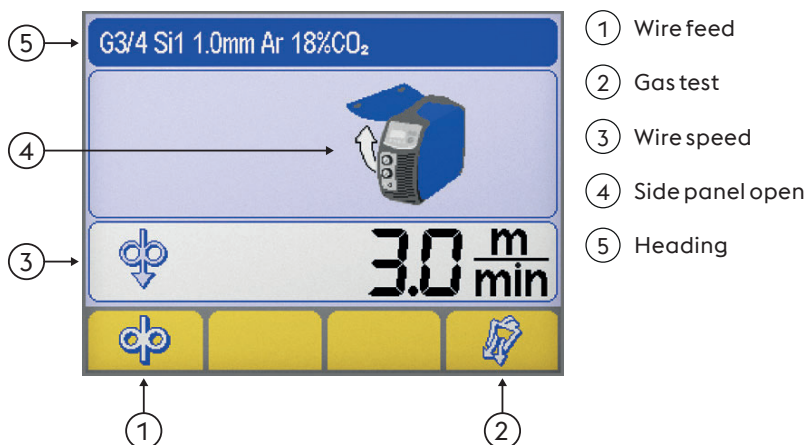 5
G3/4 Si1 1.0mm Ar 18%CO₂
4
3
3.0 m/min
1
2
1 Wire feed
2 Gas test
3 Wire speed
4 Side panel open
5 Heading